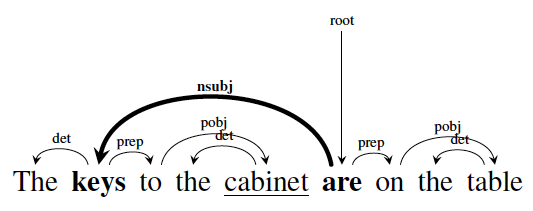 root
nsubj
pobj
pobj
det
prep
det
prep
det
The keys to the cabinet are on the table